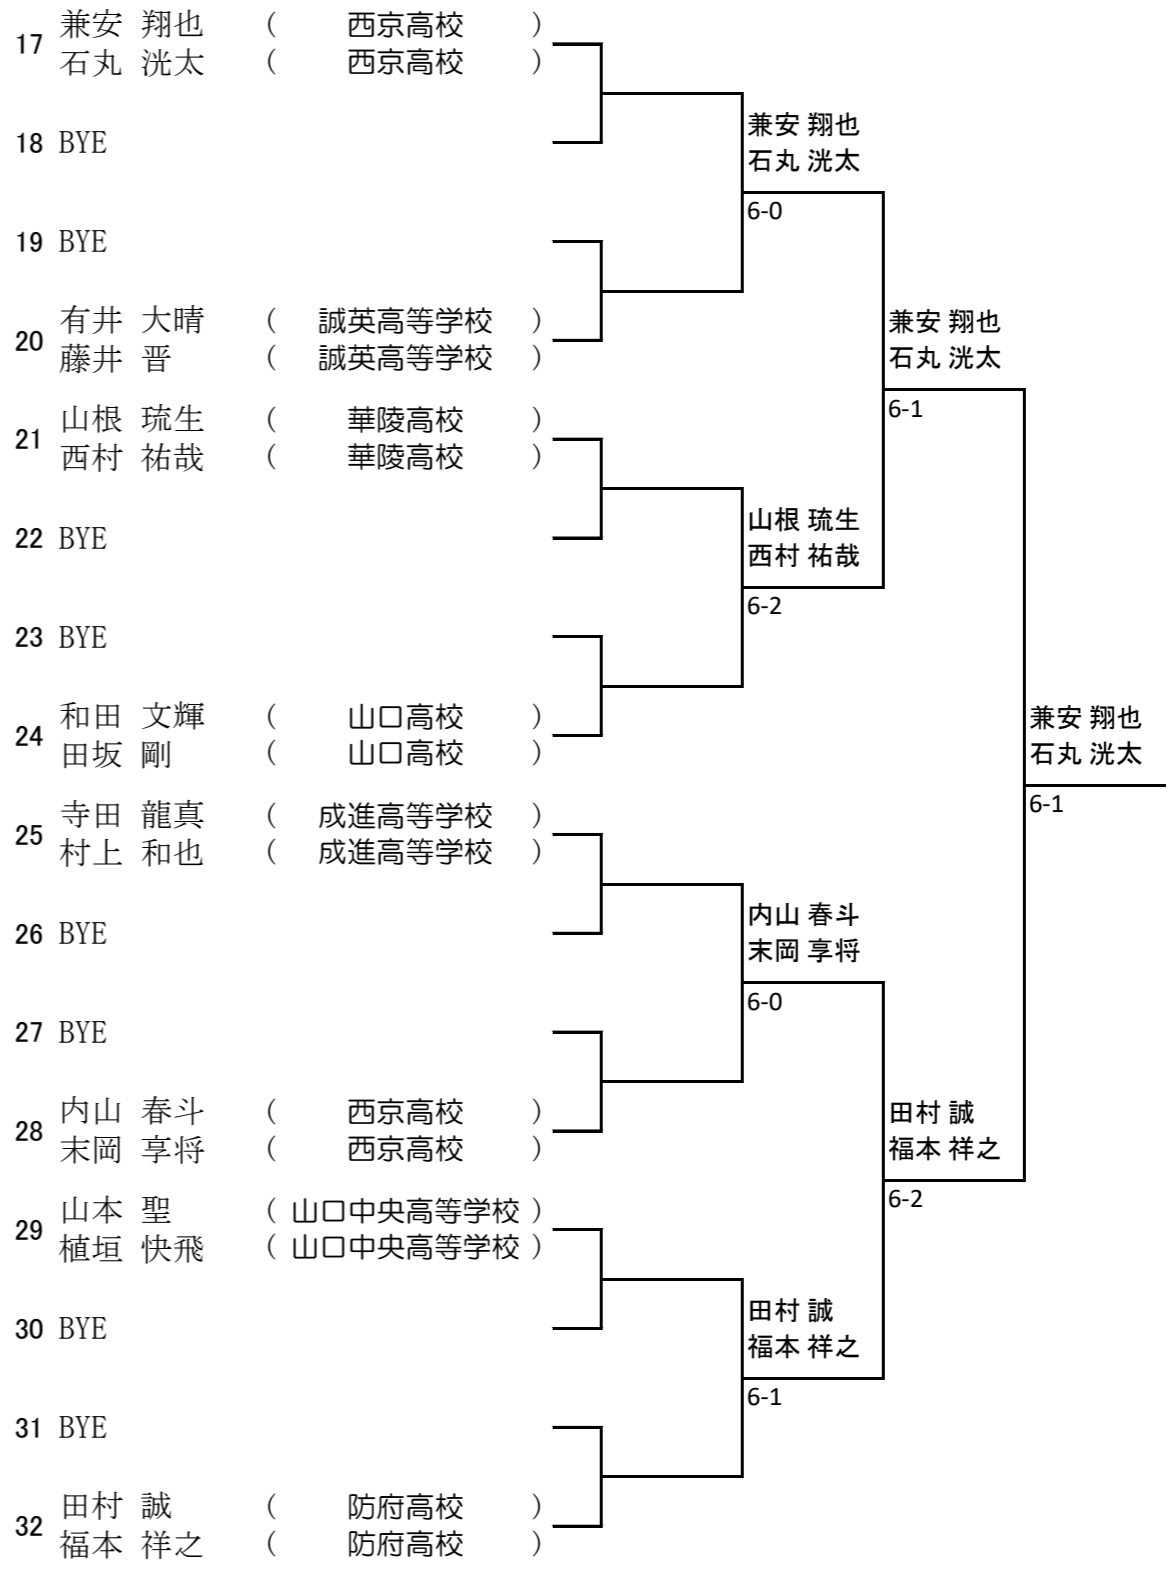 17 兼安 翔也 ( 西京高校 )
石丸 洸太 ( 西京高校 )
18 BYE
兼安 翔也
石丸 洸太
6-0
19 BYE
20 有井 大晴 ( 誠英高等学校 )
藤井 晋 ( 誠英高等学校 )
兼安 翔也
石丸 洸太
6-1
21 山根 琉生 ( 華陵高校 )
西村 祐哉 ( 華陵高校 )
22 BYE
山根 琉生
西村 祐哉
6-2
23 BYE
24 和田 文輝 ( 山口高校 )
田坂 剛 ( 山口高校 )
兼安 翔也
石丸 洸太
6-1
25 寺田 龍真 ( 成進高等学校 )
村上 和也 ( 成進高等学校 )
26 BYE
内山 春斗
末岡 享将
6-0
27 BYE
28 内山 春斗 ( 西京高校 )
末岡 享将 ( 西京高校 )
田村 誠
福本 祥之
6-2
29 山本 聖 ( 山口中央高等学校 )
植垣 快飛 ( 山口中央高等学校 )
30 BYE
田村 誠
福本 祥之
6-1
31 BYE
32 田村 誠 ( 防府高校 )
福本 祥之 ( 防府高校 )